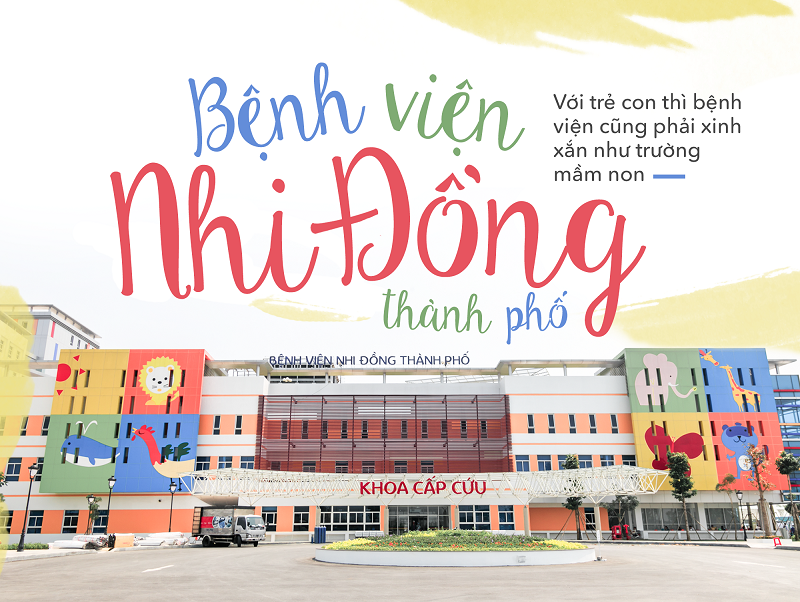 Bệnh viện
Với trẻ con thì bệnh
viện cũng phải xinh
xắn như trường
mầm non
Nhi Đồng
thành phố
BỆNH VIỆN NHI ĐỒNG THÀNH PHỐ
KHOA CẤP CỨU